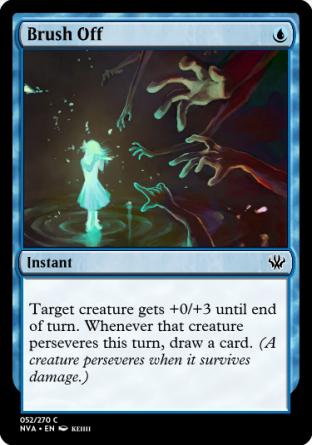 Brush Off
Instant
Target creature gets +0/+3 until end
of turn. Whenever that creature
perseveres this turn, draw a card. (A
creature perseveres when it survives
damage.)
052/270 C
NVA • EN KEIIII